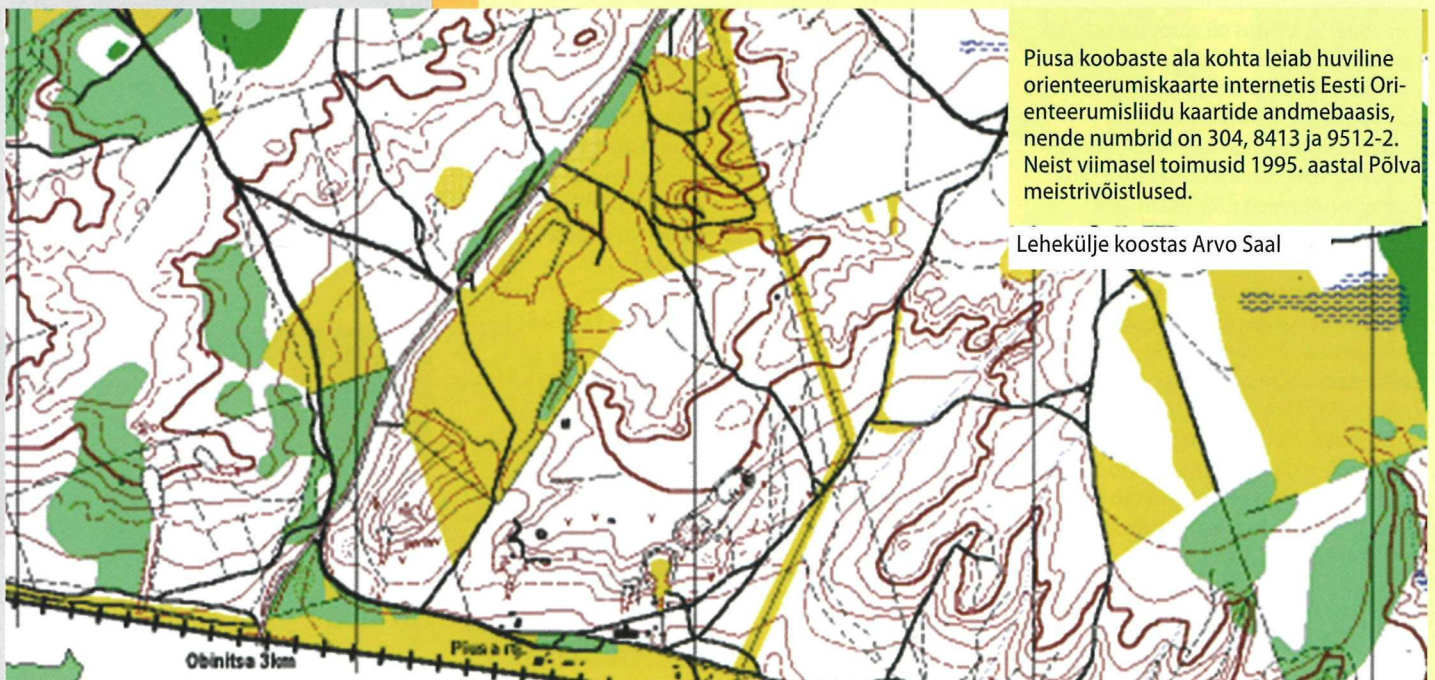 Piusa koobaste ala kohta leiab huviline
orienteerumiskaarte internetis Eesti Ori-
enteerumisliidu kaartide andmebaasis,
nende numbrid on 304, 8413 ja 9512-2.
Neist viimasel toimusid 1995. aastal Põlva
meistrivõistlused.
Lehekülje koostas Arvo Saal
Obinitsa 3km
Piusa rtj.